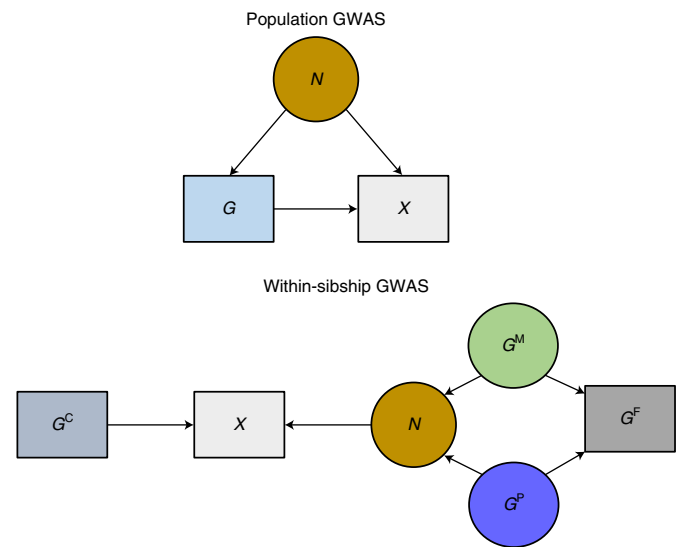 Population GWAS
N
G
X
Within-sibship GWAS
G^M
G^C
X
N
G^F
G^P